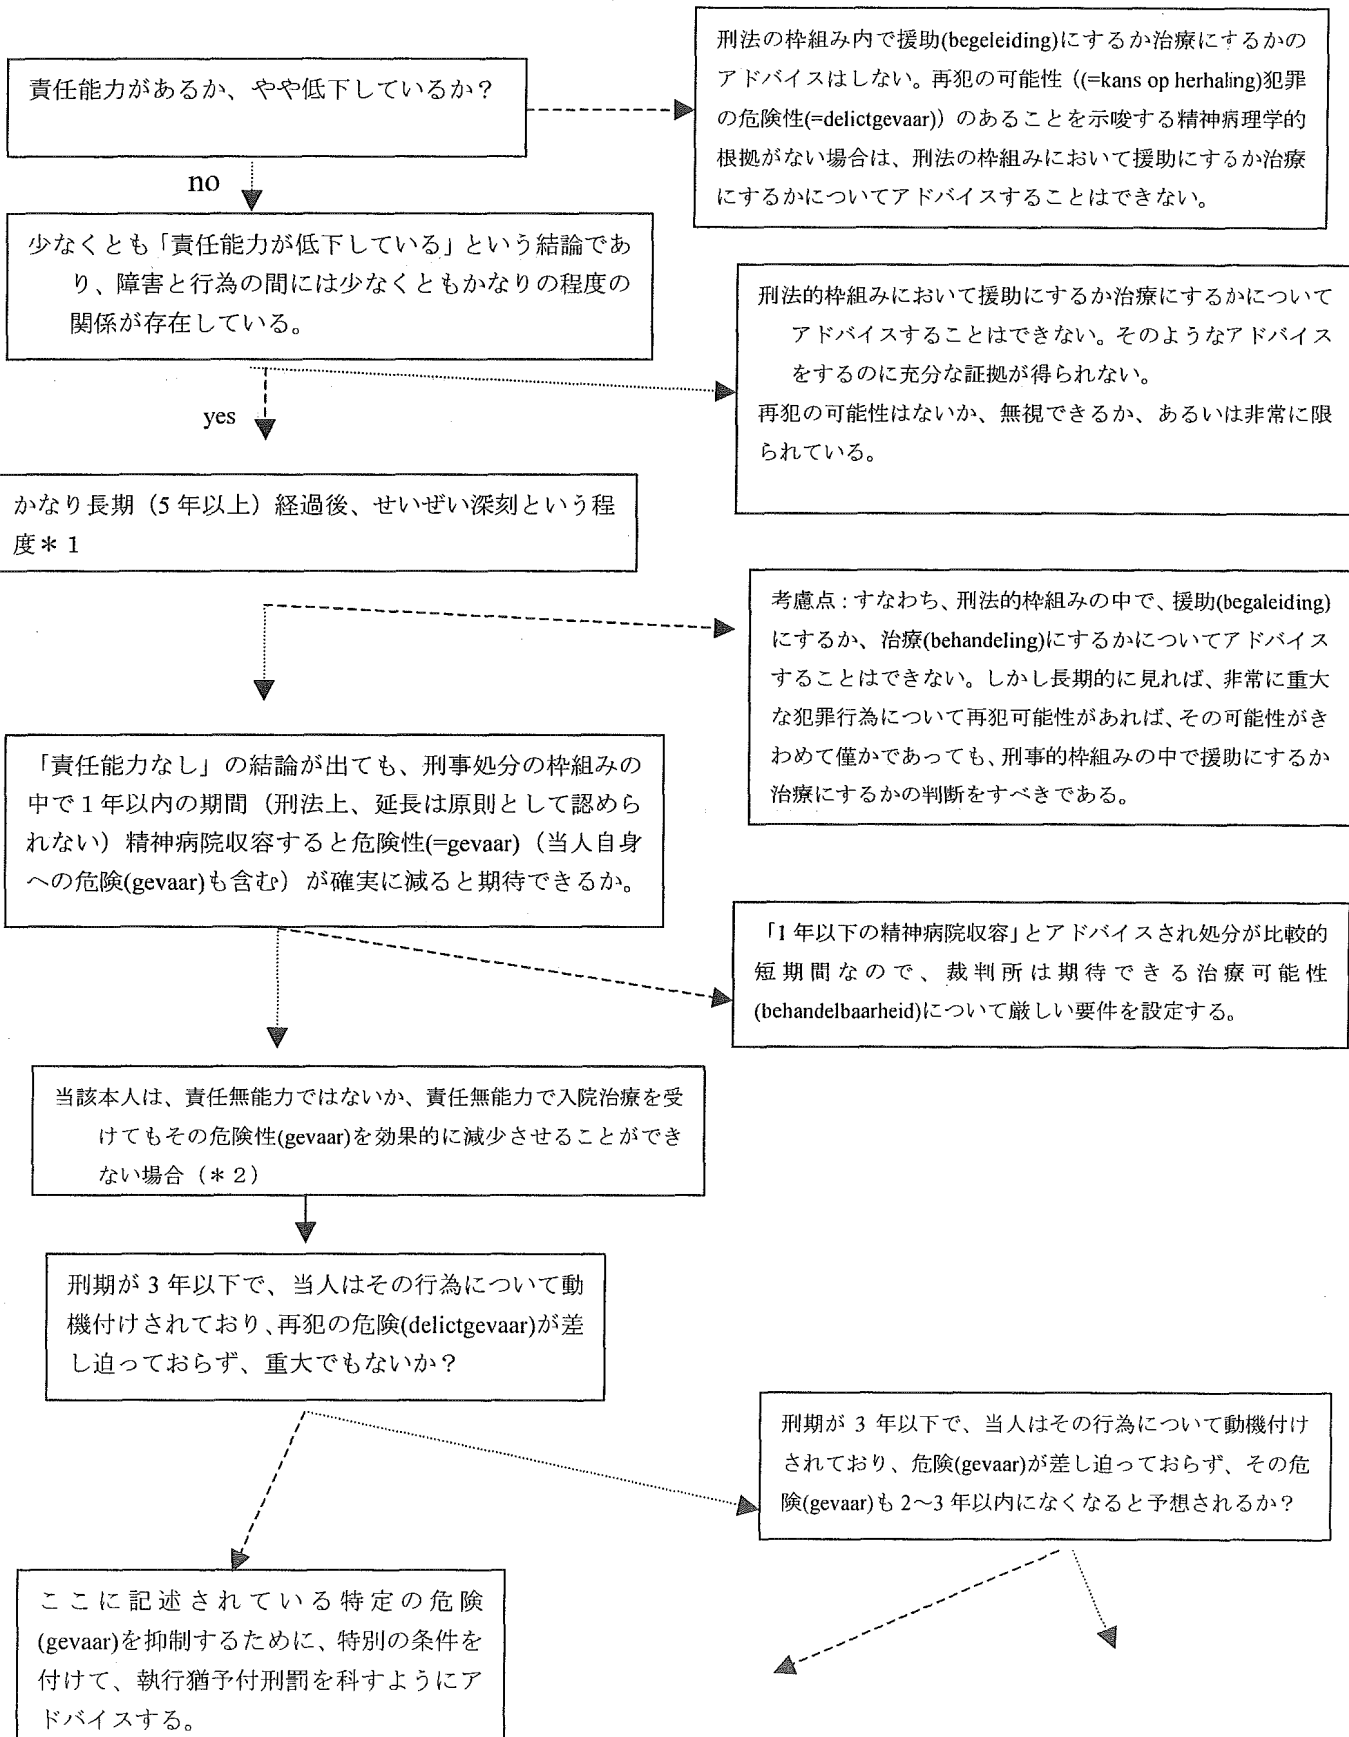 責任能力があるか、やや低下しているか？
刑法の枠組み内で援助(begeleiding)にするか治療にするかの
アドバイスはしない。再犯の可能性（(=kans op herhaling)犯罪
の危険性(=delictgevaar)）のあることを示唆する精神病理学的
根拠がない場合は、刑法の枠組みにおいて援助にするか治療
にするかについてアドバイスすることはできない。
no
少なくとも「責任能力が低下している」という結論であ
り、障害と行為の間には少なくともかなりの程度の
関係が存在している。
刑法的枠組みにおいて援助にするか治療にするかについて
アドバイスすることはできない。そのようなアドバイス
をするのに充分な証拠が得られない。
再犯の可能性はないか、無視できるか、あるいは非常に限
られている。
yes
かなり長期（5 年以上）経過後、せいぜい深刻という程
度＊1
考慮点：すなわち、刑法的枠組みの中で、援助(begaleiding)
にするか、治療(behandeling)にするかについてアドバイス
することはできない。しかし長期的に見れば、非常に重大
な犯罪行為について再犯可能性があれば、その可能性がき
わめて僅かであっても、刑事的枠組みの中で援助にするか
治療にするかの判断をすべきである。
「責任能力なし」の結論が出ても、刑事処分の枠組みの
中で 1 年以内の期間（刑法上、延長は原則として認めら
れない）精神病院収容すると危険性(=gevaar)（当人自身
への危険(gevaar)も含む）が確実に減ると期待できるか。
「1 年以下の精神病院収容」とアドバイスされ処分が比較的
短期間なので、裁判所は期待できる治療可能性
(behandelbaarheid)について厳しい要件を設定する。
当該本人は、責任無能力ではないか、責任無能力で入院治療を受
けてもその危険性(gevaar)を効果的に減少させることができ
ない場合（＊2）
刑期が 3 年以下で、当人はその行為について動
機付けされており、再犯の危険(delictgevaar)が差
し迫っておらず、重大でもないか？
刑期が 3 年以下で、当人はその行為について動機付け
されており、危険(gevaar)が差し迫っておらず、その危
険(gevaar)も 2～3 年以内になくなると予想されるか？
ここに記述されている特定の危険
(gevaar)を抑制するために、特別の条件を
付けて、執行猶予付刑罰を科すようにア
ドバイスする。